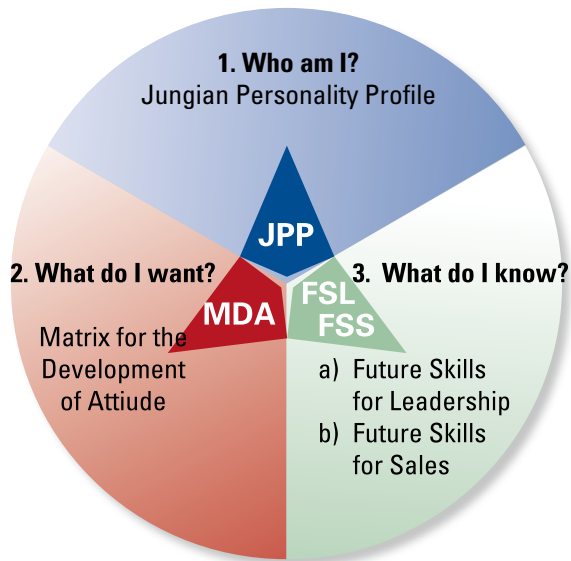 1. Who am I?
Jungian Personality Profile
JPP
2. What do I want?
MDA
Matrix for the
Development
of Attiude
3. What do I know?
FSL
FSS
a) Future Skills
for Leadership
b) Future Skills
for Sales